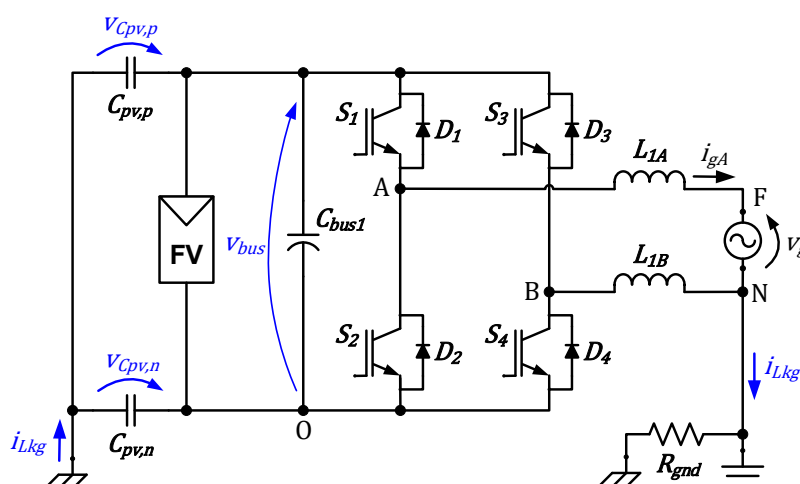 vCpv,p
Cpv,p
S1
D1
S3
D3
L1A
igA
A
F
FV
vbus
Cbus1
L1B
B
N
vCpv,n
S2
D2
S4
D4
iLkg
iLkg
Cpv,n
O
Rgnd